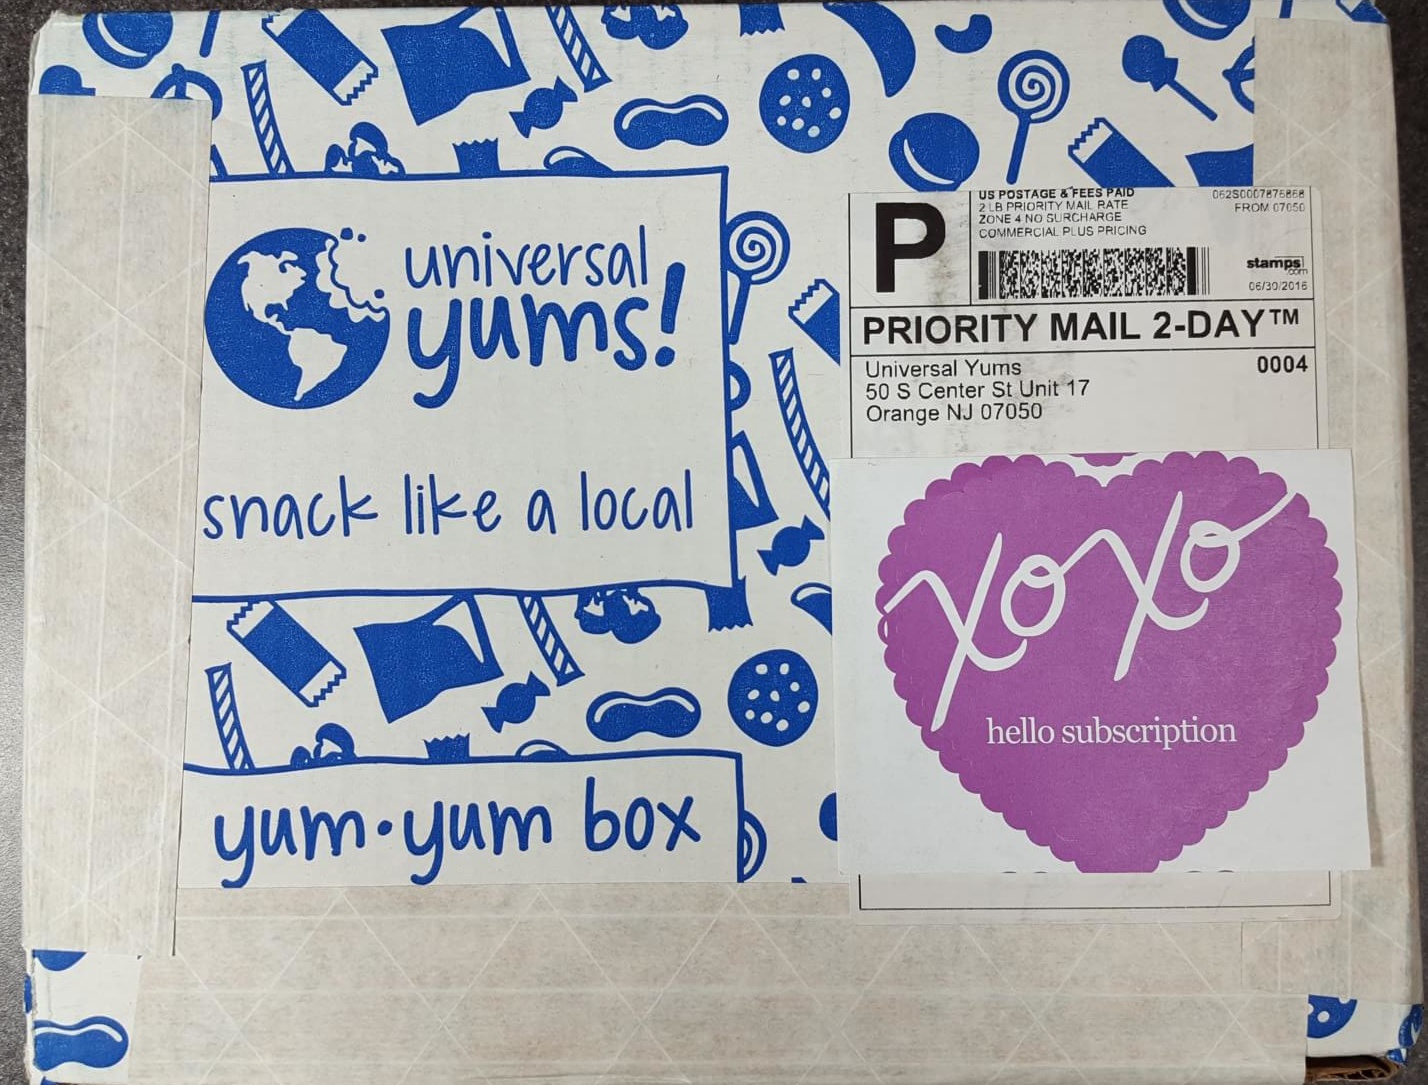 universal
yums!
snack like a local
yum·yum box
P
US POSTAGE & FEES PAID
2 LB PRIORITY MAIL RATE
ZONE 4 NO SURCHARGE
COMMERCIAL PLUS PRICING
062S0007876868
FROM 07050
stamps
.com
06/30/2016
PRIORITY MAIL 2-DAY™
Universal Yums
50 S Center St Unit 17
Orange NJ 07050
0004
xoxo
hello subscription